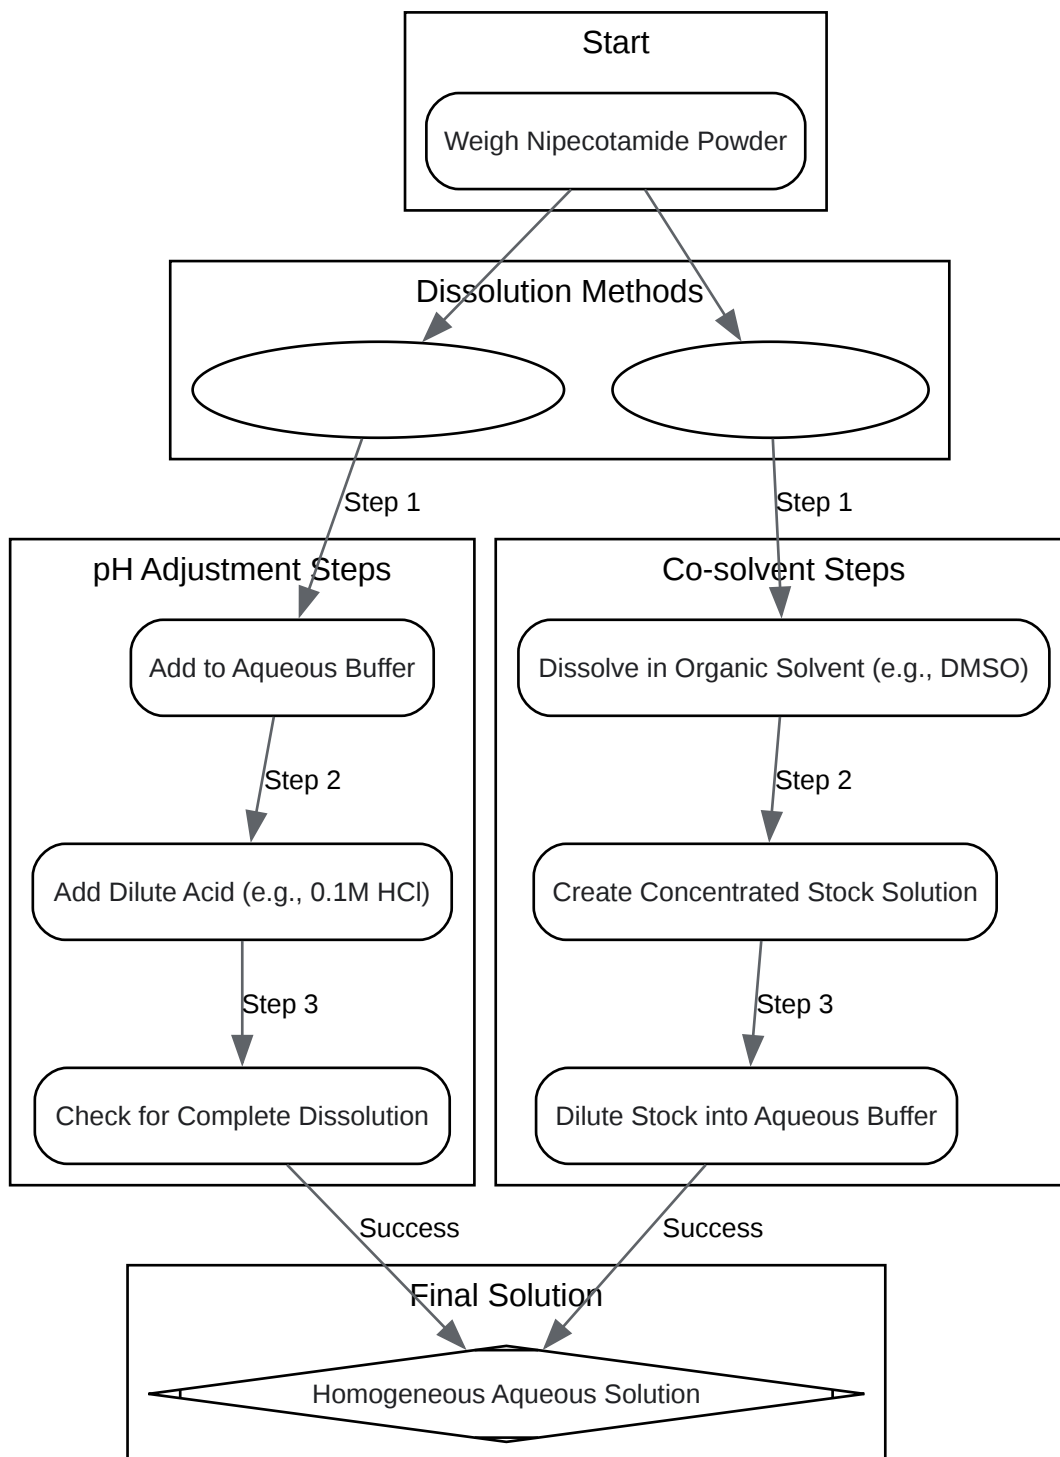 Start
Weigh Nipecotamide Powder
Dissolution Methods
Step 1
Step 1
pH Adjustment Steps
Co-solvent Steps
Add to Aqueous Buffer
Dissolve in Organic Solvent (e.g., DMSO)
Step 2
Step 2
Add Dilute Acid (e.g., 0.1M HCl)
Create Concentrated Stock Solution
Step 3
Step 3
Check for Complete Dissolution
Dilute Stock into Aqueous Buffer
Success
Success
Final Solution
Homogeneous Aqueous Solution